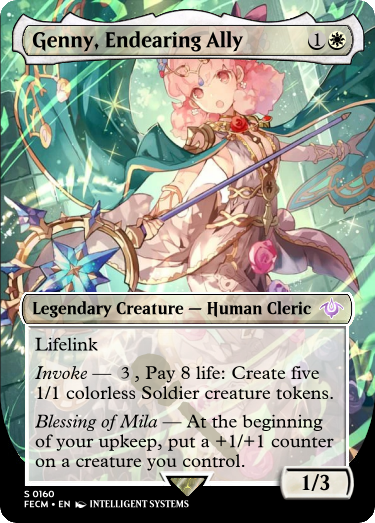 Genny, Endearing Ally 1
Legendary Creature — Human Cleric
Lifelink
Invoke — 3 , Pay 8 life: Create five
1/1 colorless Soldier creature tokens.
Blessing of Mila — At the beginning
of your upkeep, put a +1/+1 counter
on a creature you control.
1/3
S 0160
FECM • EN INTELLIGENT SYSTEMS